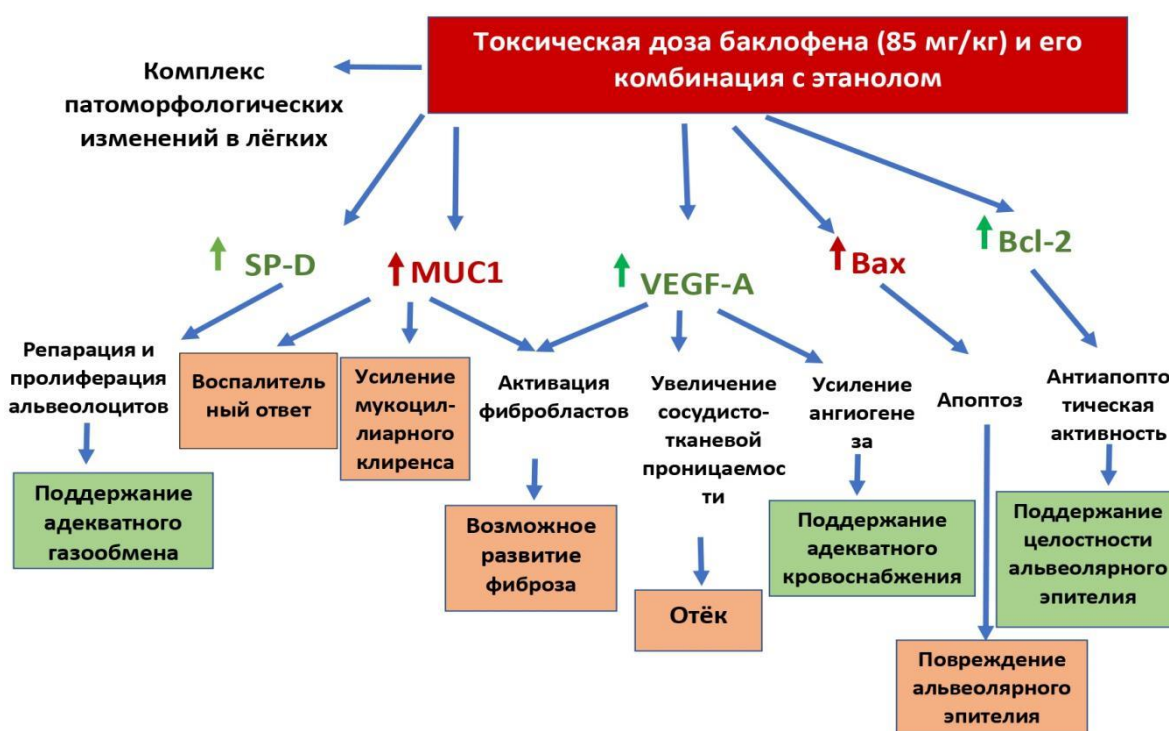 Токсическая доза баклофена (85 мг/кг) и его
комбинация с этанолом
Комплекс
патоморфологических
изменений в лёгких
SP-D
MUC1
VEGF-A
Bax
Bcl-2
Репарация и
пролиферация
альвеолоцитов
Воспалитель
ный ответ
Усиление
мукоцил-
лиарного
клиренса
Активация
фибробластов
Увеличение
сосудисто-
тканевой
проницаемос
ти
Усиление
ангиогене
за
Апоптоз
Антиапопто
тическая
активность
Поддержание
адекватного
газообмена
Возможное
развитие
фиброза
Отёк
Поддержание
адекватного
кровоснабжения
Поддержание
целостности
альвеолярного
эпителия
Повреждение
альвеолярного
эпителия